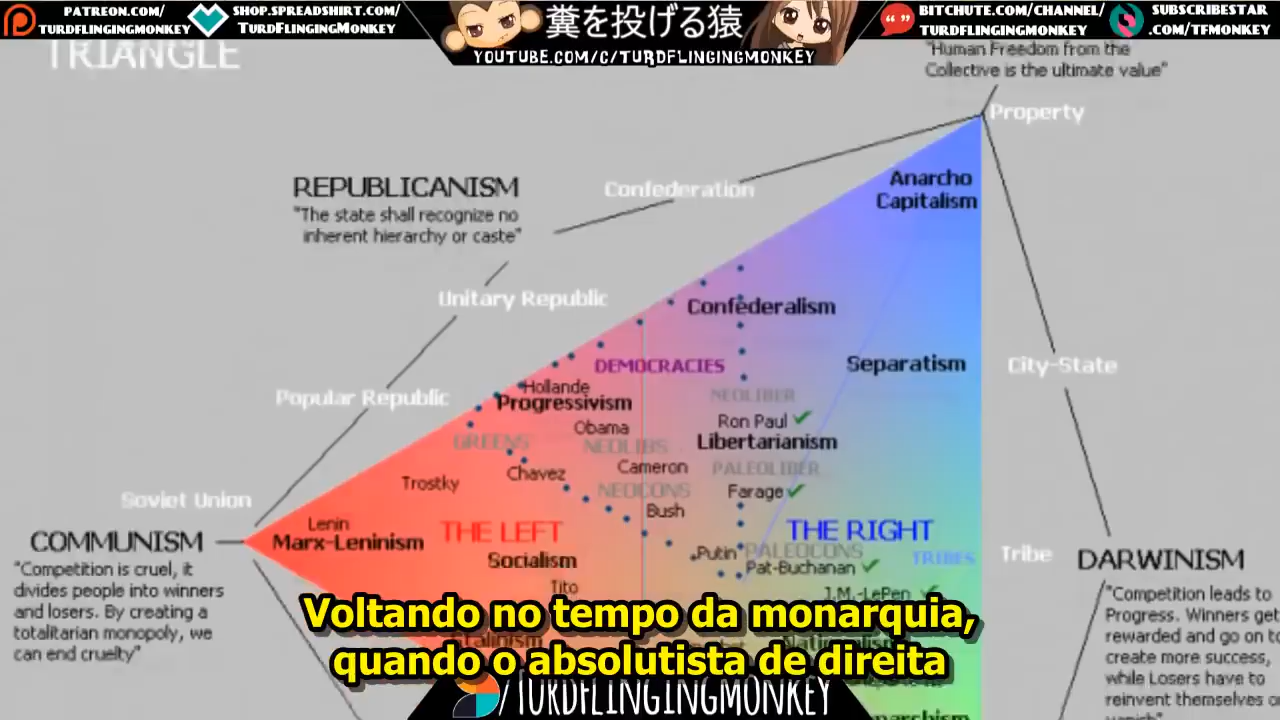 PATREON.COM/
TURDFLINGINGMONKEY
SHOP.SPREADSHIRT.COM/
TURDFLINGINGMONKEY
糞を投げる猿
YOUTUBE.COM/C/TURDFLINGINGMONKEY
BITCHUTE.COM/CHANNEL/
TURDFLINGINGMONKEY
SUBSCRIBESTAR
.COM/TFMONKEY
TRIANGLE
"Human Freedom from the
Collective is the ultimate value"
Property
REPUBLICANISM
"The state shall recognize no
inherent hierarchy or caste"
Confederation
Anarcho
Capitalism
Unitary Republic
Confederalism
DEMOCRACIES
Separatism
City-State
Popular Republic
Hollande
Progressivism
NEOLIBER
Ron Paul
Obama
Libertarianism
GREENS
NEOLIBS
Chavez
Cameron
PALEOLIBER
Trostky
NEOCONS
Farage
Soviet Union
Bush
Lenin
THE LEFT
THE RIGHT
COMMUNISM
Marx-Leninism
Socialism
Putin
PALEOCONS
Pat-Buchanan
TRIBES
Tribe
DARWINISM
"Competition is cruel, it
divides people into winners
and losers. By creating a
totalitarian monopoly, we
can end cruelty"
Tito
J.M.-LePen
"Competition leads to
Progress. Winners get
rewarded and go on to
create more success,
while Losers have to
reinvent themselves o
Stalinism
Nationalism
Voltando no tempo da monarquia,
quando o absolutista de direita
/TURDFLINGINGMONKEY